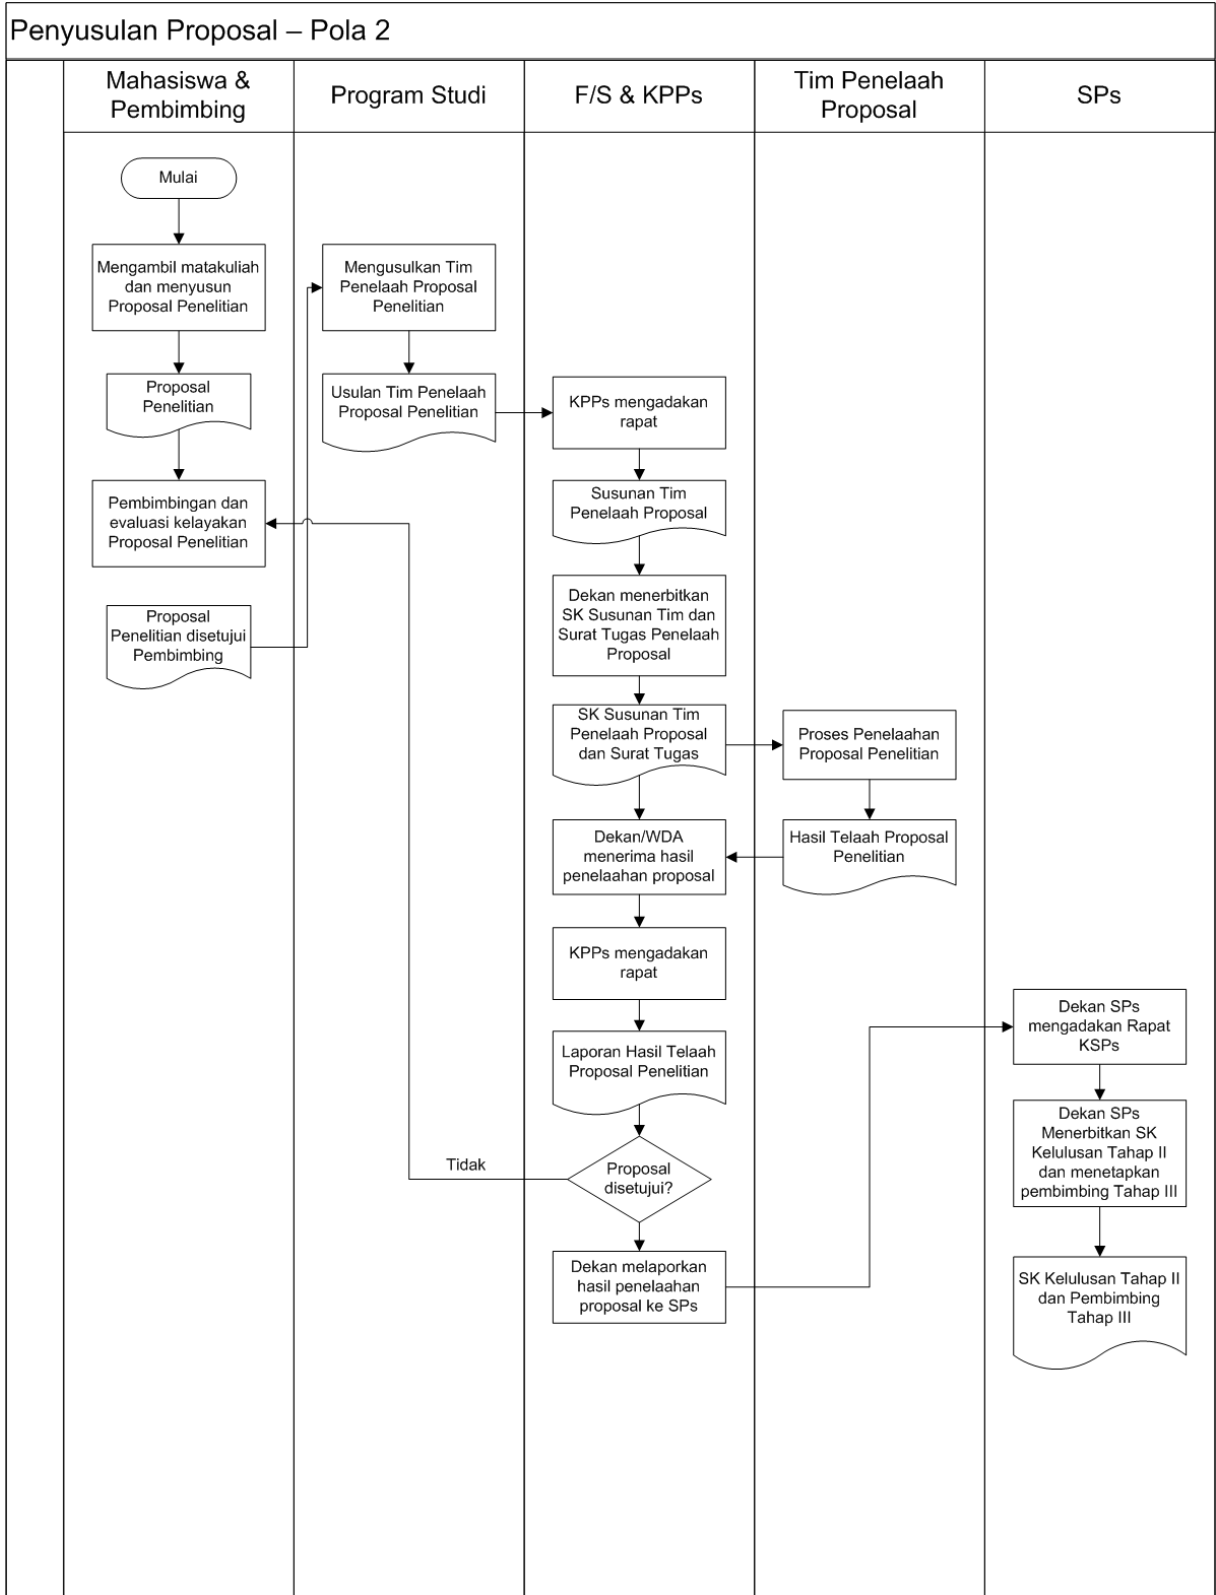 Penyusulan Proposal – Pola 2
Mahasiswa &
Pembimbing
Program Studi
F/S & KPPs
Tim Penelaah
Proposal
SPs
Mulai
Mengambil matakuliah
dan menyusun
Proposal Penelitian
Proposal
Penelitian
Pembimbingan dan
evaluasi kelayakan
Proposal Penelitian
Proposal
Penelitian disetujui
Pembimbing
Mengusulkan Tim
Penelaah Proposal
Penelitian
Usulan Tim Penelaah
Proposal Penelitian
KPPs mengadakan
rapat
Susunan Tim
Penelaah Proposal
Dekan menerbitkan
SK Susunan Tim dan
Surat Tugas Penelaah
Proposal
SK Susunan Tim
Penelaah Proposal
dan Surat Tugas
Proses Penelaahan
Proposal Penelitian
Hasil Telaah Proposal
Penelitian
Dekan/WDA
menerima hasil
penelaahan proposal
KPPs mengadakan
rapat
Laporan Hasil Telaah
Proposal Penelitian
Proposal
disetujui?
Tidak
Dekan melaporkan
hasil penelaahan
proposal ke SPs
Dekan SPs
mengadakan Rapat
KSPs
Dekan SPs
Menerbitkan SK
Kelulusan Tahap II
dan menetapkan
pembimbing Tahap III
SK Kelulusan Tahap II
dan Pembimbing
Tahap III